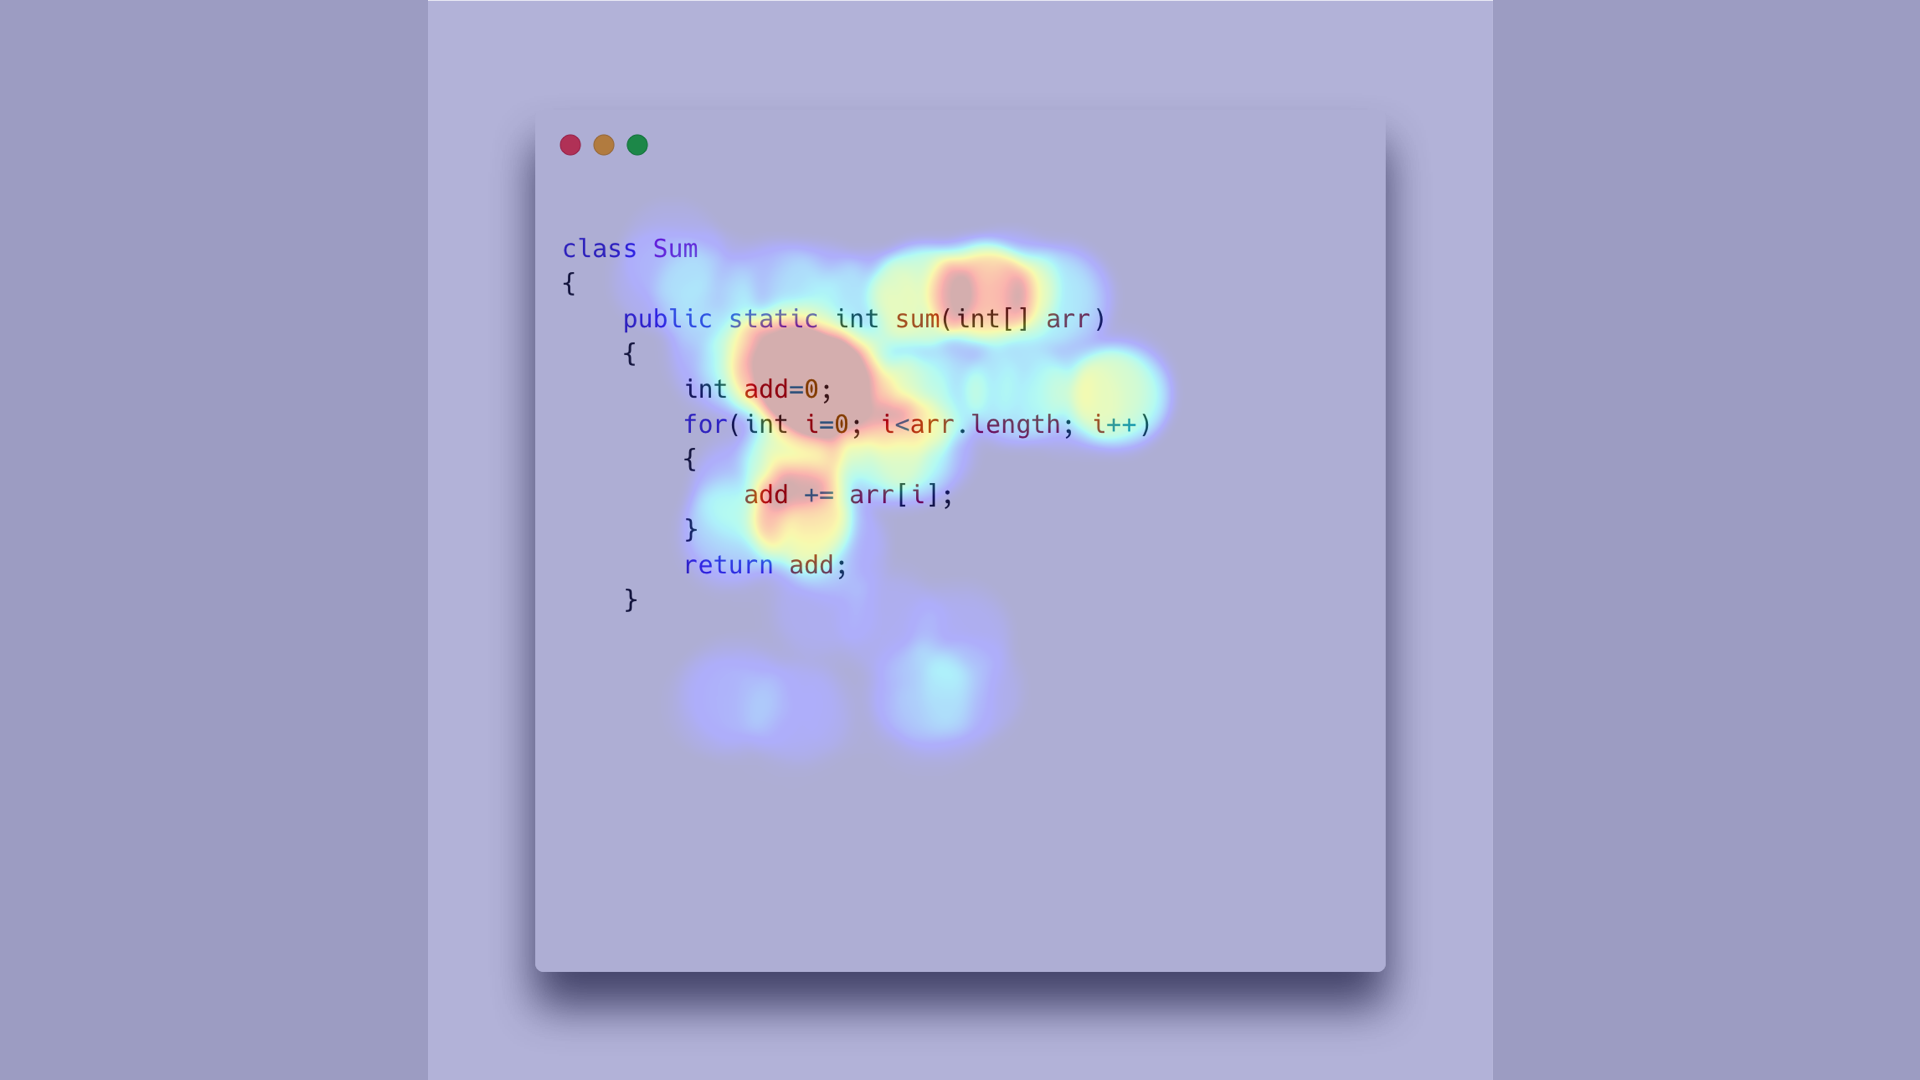 class Sum
{
    public static int sum(int[] arr)
    {
        int add=0;
        for(int i=0; i<arr.length; i++)
        {
            add += arr[i];
        }
        return add;
    }